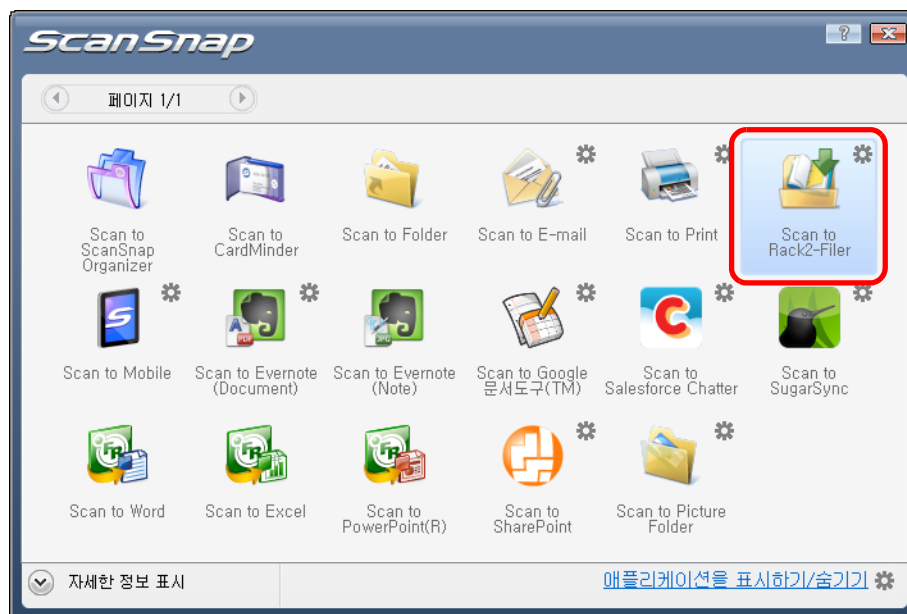 ScanSnap
페이지 1/1
Scan to
ScanSnap
Organizer
Scan to
CardMinder
Scan to Folder
Scan to E-mail
Scan to Print
Scan to
Rack2-Filer
Scan to Mobile
Scan to Evernote
(Document)
Scan to Evernote
(Note)
Scan to Google
문서도구(TM)
Scan to
Salesforce Chatter
Scan to
SugarSync
Scan to Word
Scan to Excel
Scan to
PowerPoint(R)
Scan to
SharePoint
Scan to Picture
Folder
자세한 정보 표시
애플리케이션을 표시하기/숨기기